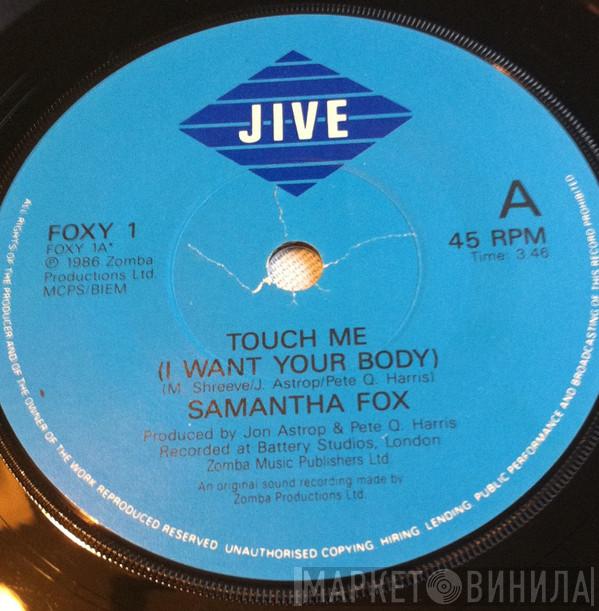 JIVE
FOXY 1
FOXY 1A*
℗ 1986 Zomba
Productions Ltd.
MCPS/BIEM
A
45 RPM
Time: 3.46
TOUCH ME
(I WANT YOUR BODY)
(M. Shreeve/J. Astrop/Pete Q. Harris)
SAMANTHA FOX
Produced by Jon Astrop & Pete Q. Harris
Recorded at Battery Studios, London
Zomba Music Publishers Ltd
An original sound recording made by
Zomba Productions Ltd.
ALL RIGHTS OF THE PRODUCER AND OF THE OWNER OF THE WORK REPRODUCED RESERVED UNAUTHORISED COPYING, HIRING, LENDING, PUBLIC PERFORMANCE AND BROADCASTING OF THIS RECORD PROHIBITED
МАРКЕТ ВИНИЛА